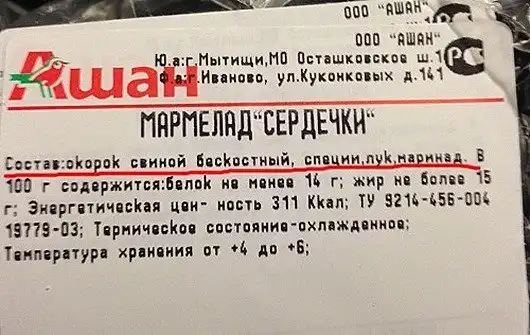 ООО "АШАН"
ООО "АШАН"
Ашан
Ю.а:г.Мытищи,МО Осташковское ш.1
Ф.а;г.Иваново, ул.Куконковых д.141
РС
МАРМЕЛАД"СЕРДЕЧКИ"
Состав:окорок свиной бескостный, специи,лук,маринад. В
100 г содержится:белок не менее 14 г; жир не более 15
г; Энергетическая цен- ность 311 Ккал; ТУ 9214-456-004
19779-03; Термическое состояние-охлажденное;
Температура хранения от +4 до +6;